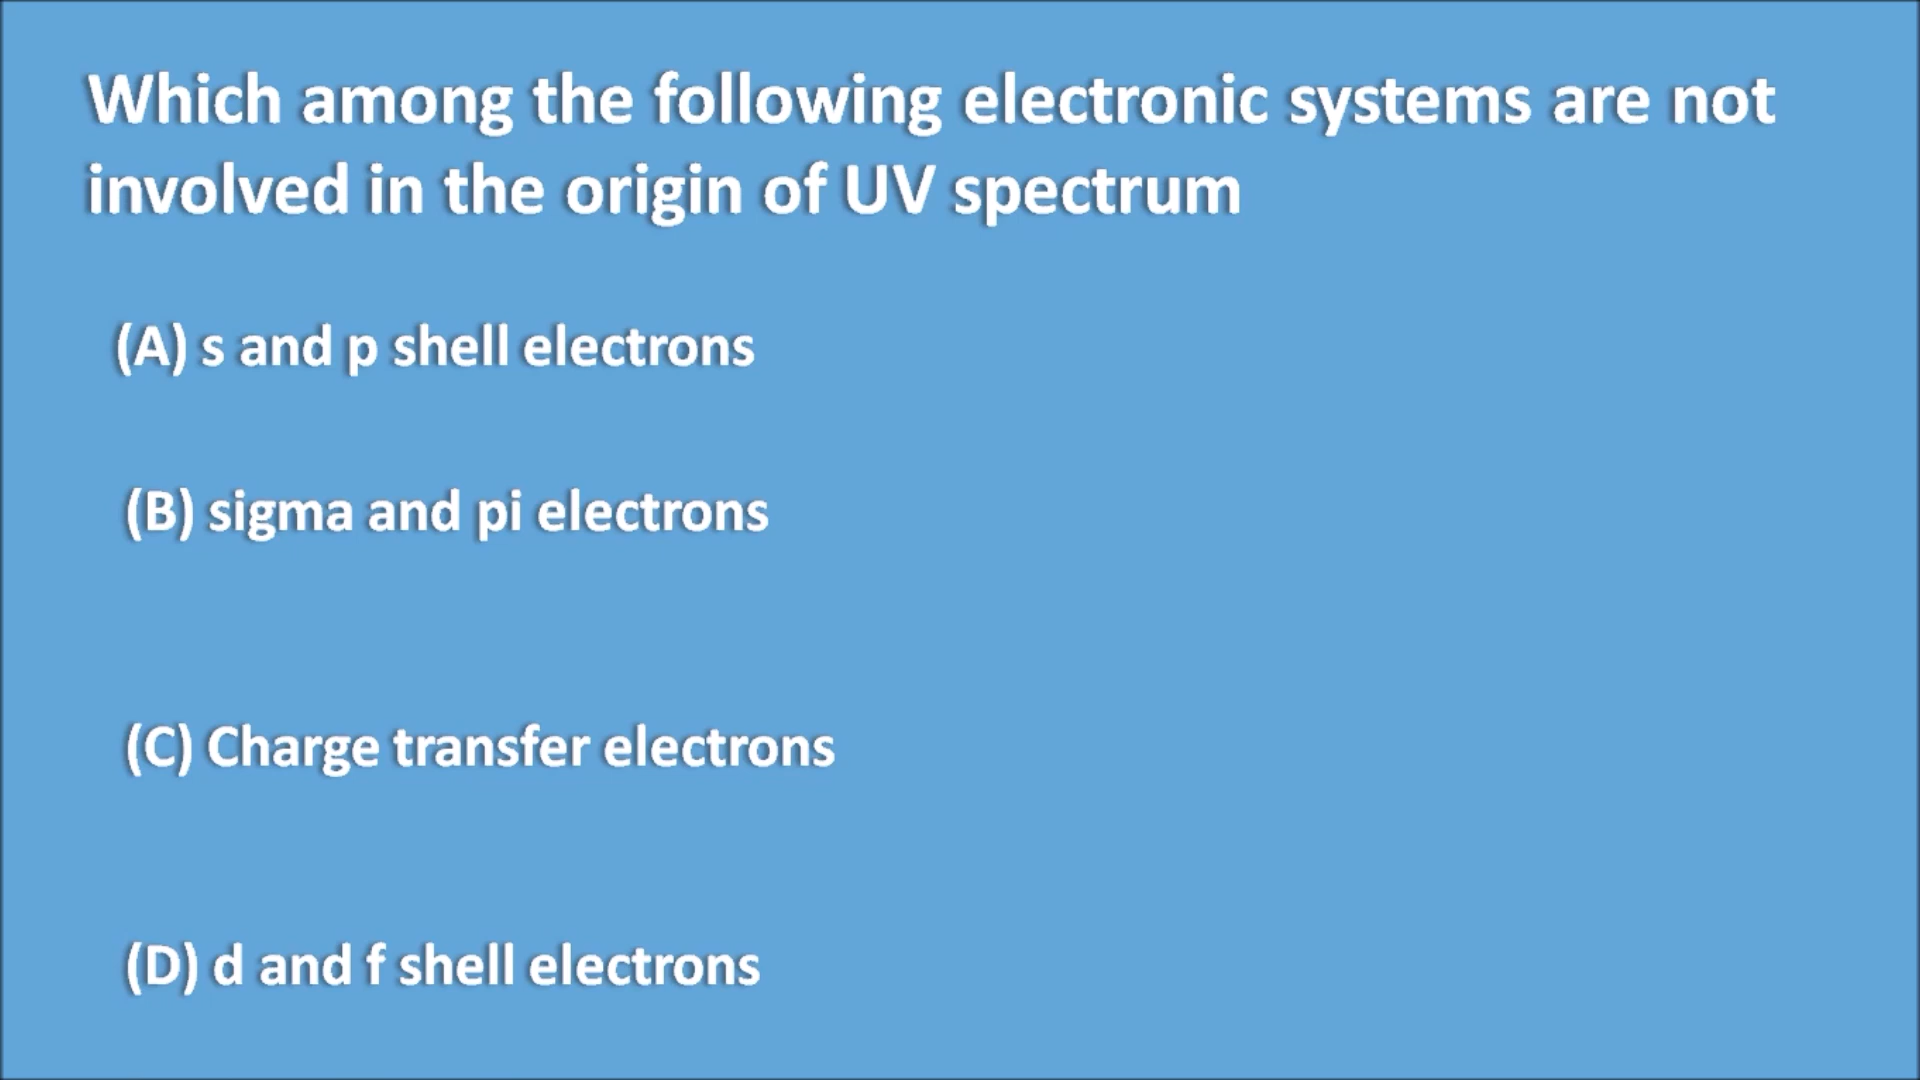 Which among the following electronic systems are not
involved in the origin of UV spectrum
(A) s and p shell electrons
(B) sigma and pi electrons
(C) Charge transfer electrons
(D) d and f shell electrons